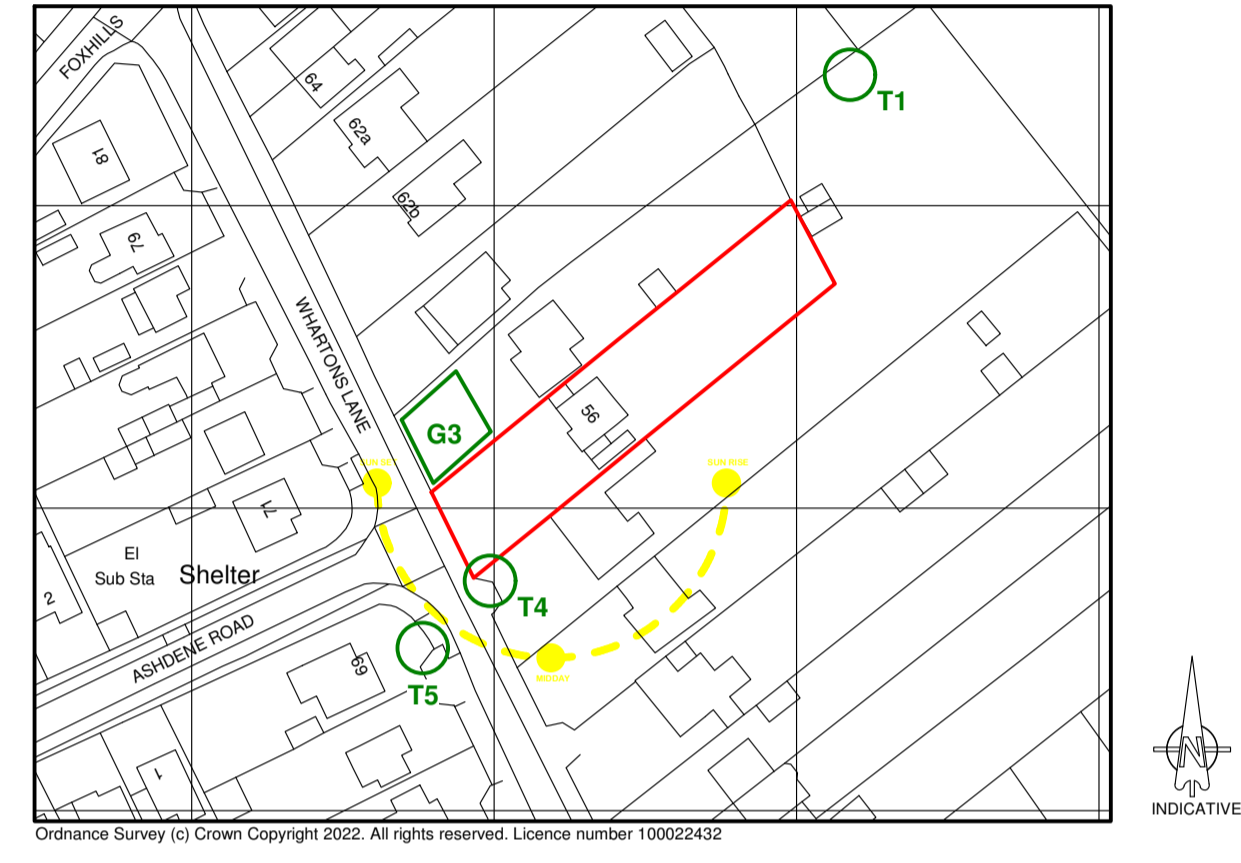 FOXHILLS
64
T1
62a
81
62b
79
WHARTONS LANE
56
G3
SUN SET
SUN RISE
71
El
Sub Sta
Shelter
2
T4
ASHDENE ROAD
69
MIDDAY
T5
1
N
INDICATIVE
Ordnance Survey (c) Crown Copyright 2022. All rights reserved. Licence number 100022432